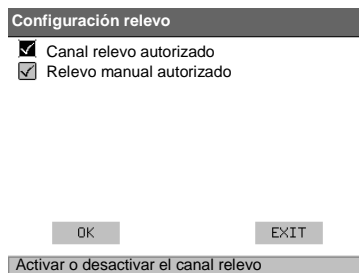 Configuración relevo
Canal relevo autorizado
Relevo manual autorizado
OK EXIT
Activar o desactivar el canal relevo